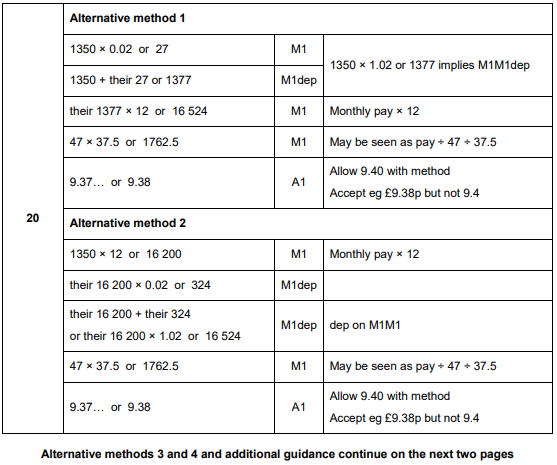 20
Alternative method 1
1350 × 0.02 or 27 M1
1350 + their 27 or 1377 M1dep
1350 × 1.02 or 1377 implies M1M1dep
their 1377 × 12 or 16 524 M1 Monthly pay × 12
47 × 37.5 or 1762.5 M1 May be seen as pay ÷ 47 ÷ 37.5
9.37… or 9.38 A1
Allow 9.40 with method
Accept eg £9.38p but not 9.4
Alternative method 2
1350 × 12 or 16 200 M1 Monthly pay × 12
their 16 200 × 0.02 or 324 M1dep
their 16 200 + their 324
or their 16 200 × 1.02 or 16 524
M1dep dep on M1M1
47 × 37.5 or 1762.5 M1 May be seen as pay ÷ 47 ÷ 37.5
9.37… or 9.38 A1
Allow 9.40 with method
Accept eg £9.38p but not 9.4
Alternative methods 3 and 4 and additional guidance continue on the next two pages